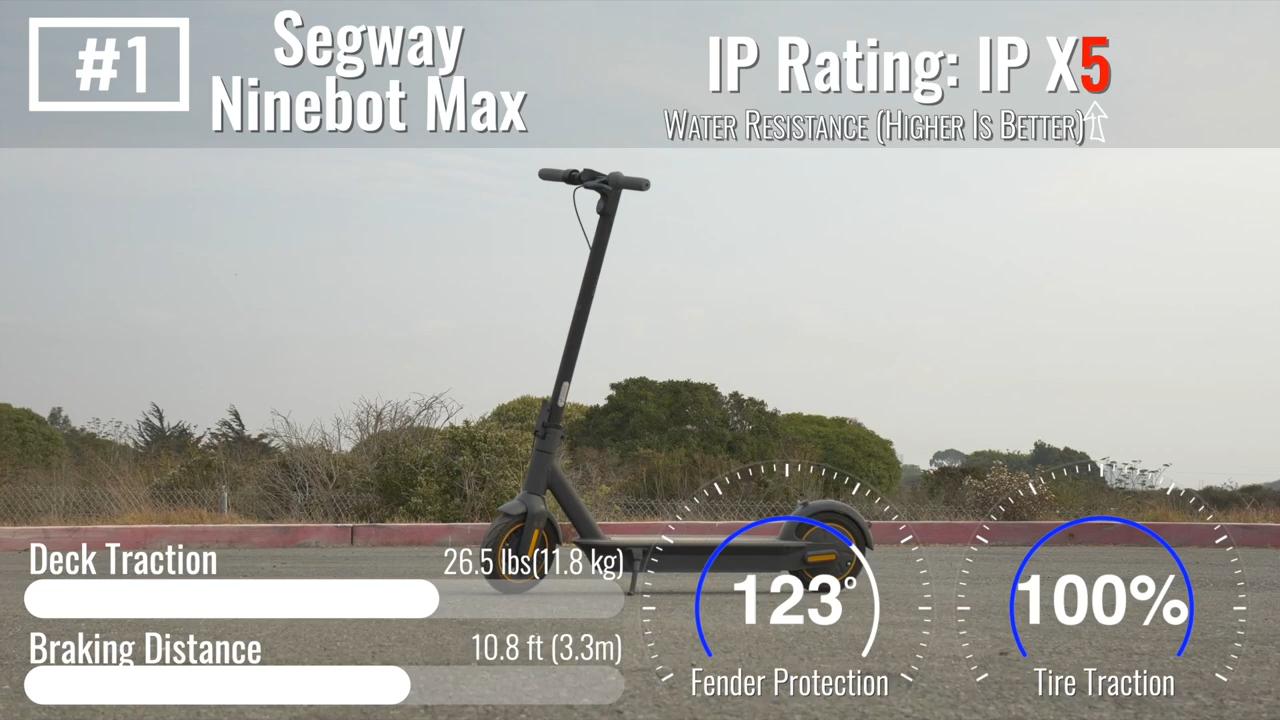 #1
Segway
Ninebot Max
IP Rating: IP X5
Water Resistance (Higher Is Better)
Deck Traction
26.5 lbs(11.8 kg)
Braking Distance
10.8 ft (3.3m)
123°
Fender Protection
100%
Tire Traction